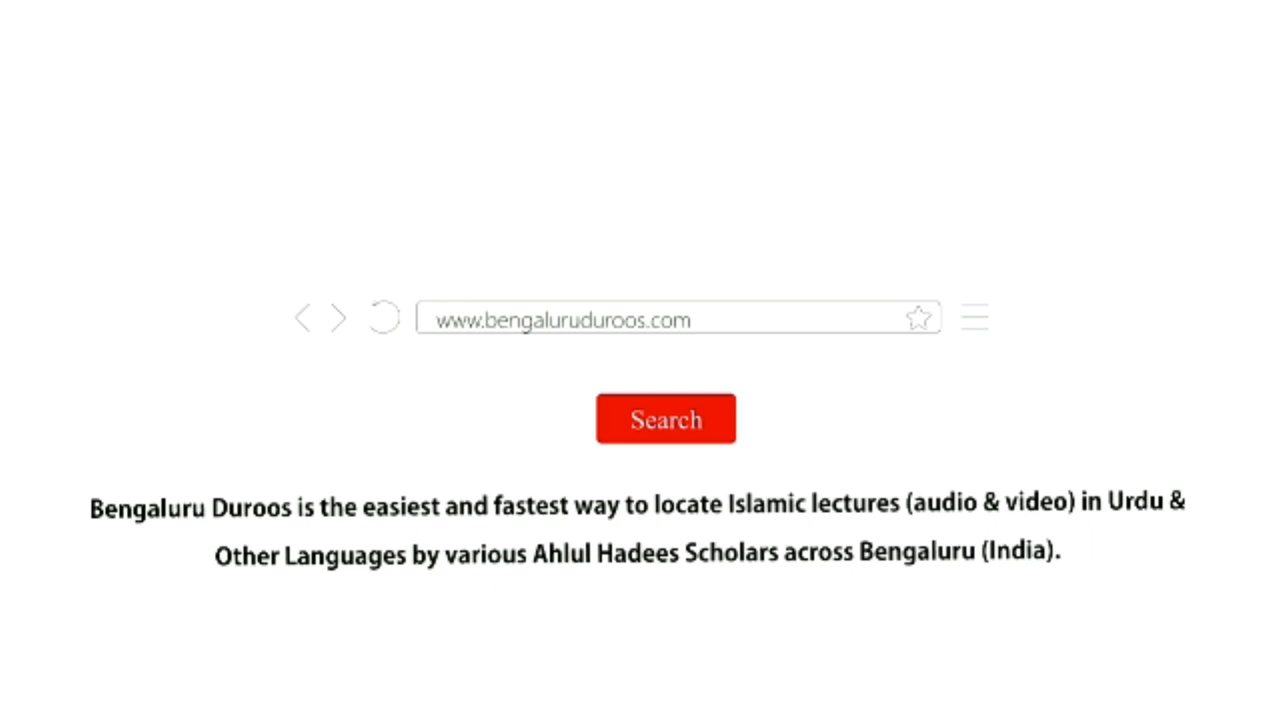 www.bengaluruduroos.com
Search
Bengaluru Duroos is the easiest and fastest way to locate Islamic lectures (audio & video) in Urdu &
Other Languages by various Ahlul Hadees Scholars across Bengaluru (India).